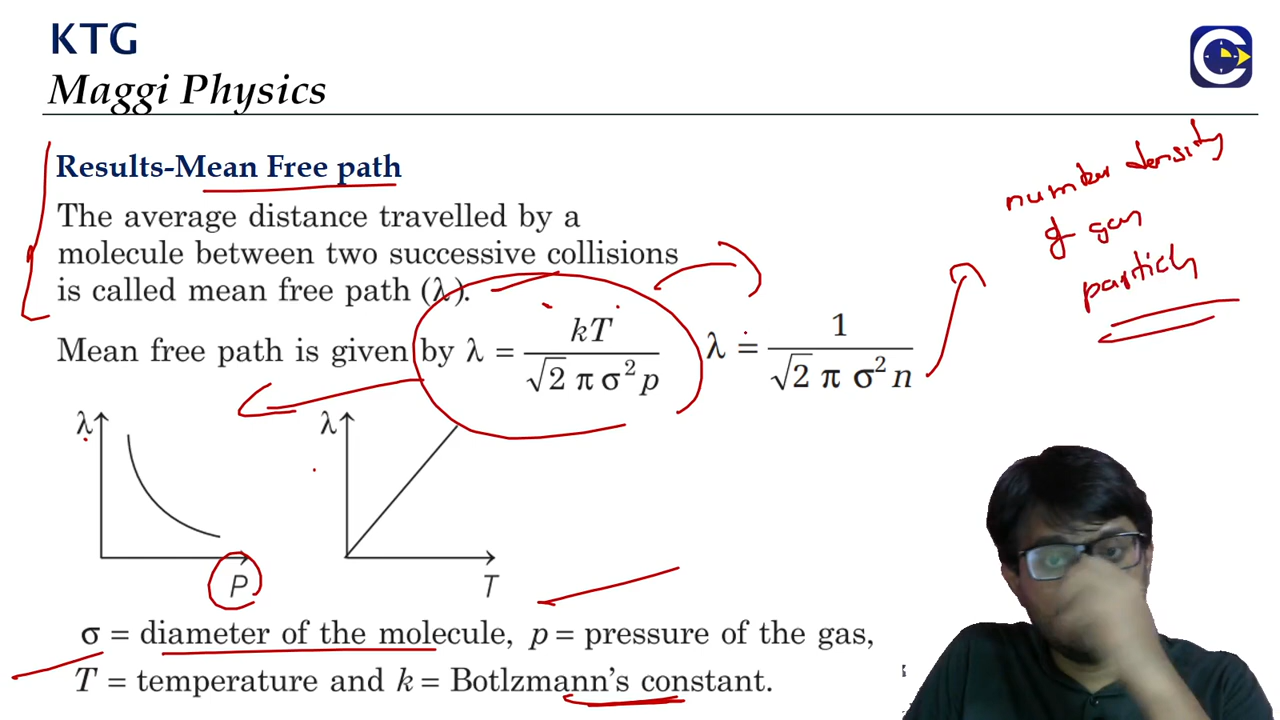 KTG
Maggi Physics
Results-Mean Free path
The average distance travelled by a
molecule between two successive collisions
is called mean free path (λ).
Mean free path is given by λ = kT / √2 π σ² p
λ = 1 / √2 π σ² n
number density
of gas
particles
λ
P
λ
T
σ = diameter of the molecule, p = pressure of the gas,
T = temperature and k = Botlzmann's constant.